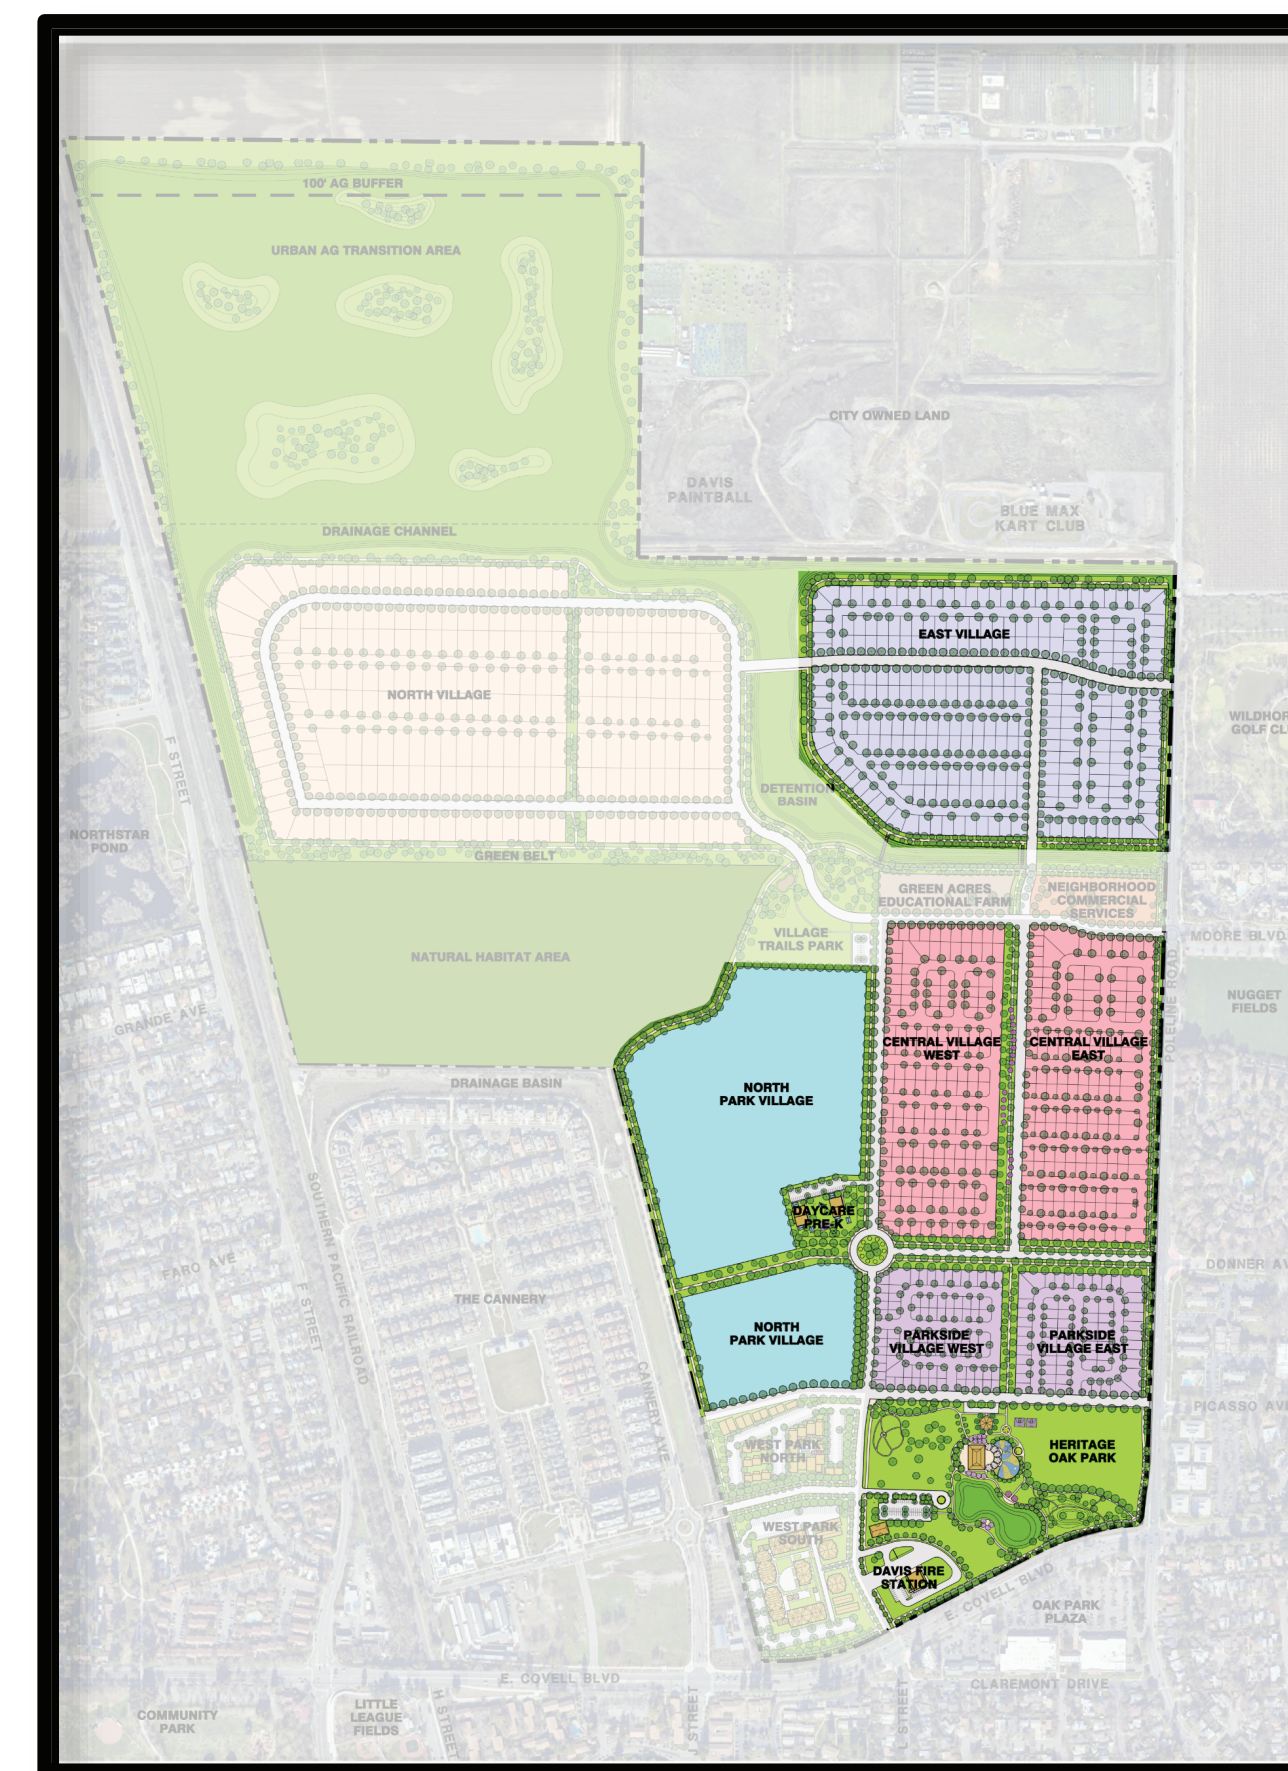 100' AG BUFFER
URBAN AG TRANSITION AREA
CITY OWNED LAND
DAVIS
PAINTBALL
BLUE MAX
KART CLUB
DRAINAGE CHANNEL
EAST VILLAGE
NORTH VILLAGE
WILDHOR
GOLF CL
F STREET
DETENTION
BASIN
NORTHSTAR
POND
GREEN BELT
GREEN ACRES
EDUCATIONAL FARM
NEIGHBORHOOD
COMMERCIAL
SERVICES
VILLAGE
TRAILS PARK
MOORE BLVD
NATURAL HABITAT AREA
NUGGET
FIELDS
POLELINE ROAD
GRANDE AVE
CENTRAL VILLAGE
WEST
CENTRAL VILLAGE
EAST
DRAINAGE BASIN
NORTH
PARK VILLAGE
DAYCARE
PRE-K
SOUTHERN PACIFIC RAILROAD
FARO AVE
F STREET
DONNER AV
THE CANNERY
NORTH
PARK VILLAGE
PARKSIDE
VILLAGE WEST
PARKSIDE
VILLAGE EAST
CANNERY AVE
PICASSO AVE
WEST PARK
NORTH
HERITAGE
OAK PARK
WEST PARK
SOUTH
DAVIS FIRE
STATION
E. COVELL BLVD
OAK PARK
PLAZA
E. COVELL BLVD
CLAREMONT DRIVE
COMMUNITY
PARK
LITTLE
LEAGUE
FIELDS
H STREET
J STREET
L STREET